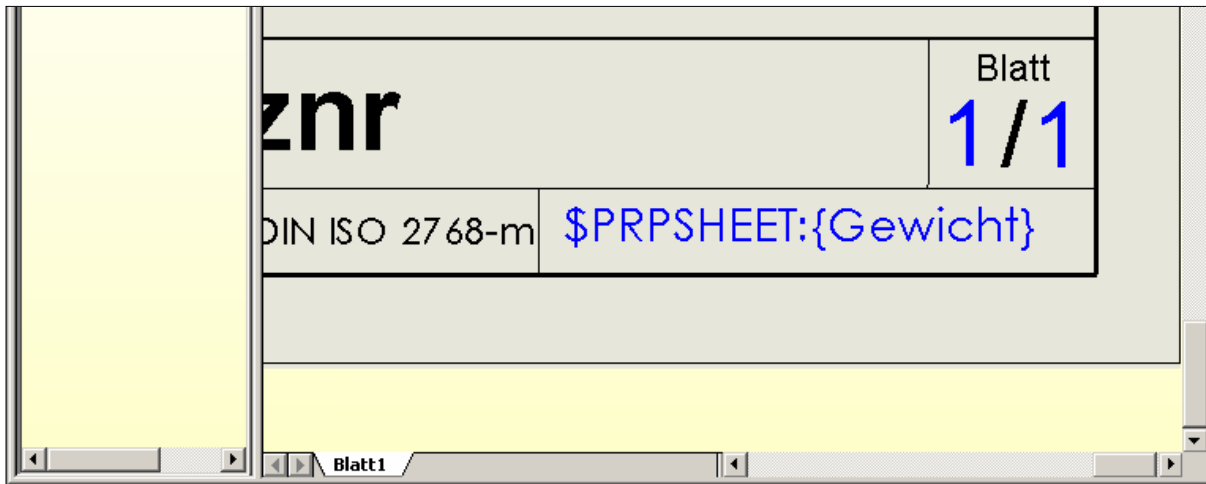 Blatt
znr
1/1
DIN ISO 2768-m
$PRPSHEET:{Gewicht}
Blatt1